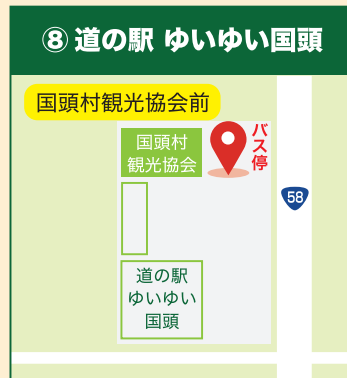 ⑧ 道の駅 ゆいゆい国頭
国頭村観光協会前
国頭村
観光協会
バス停
58
道の駅
ゆいゆい
国頭